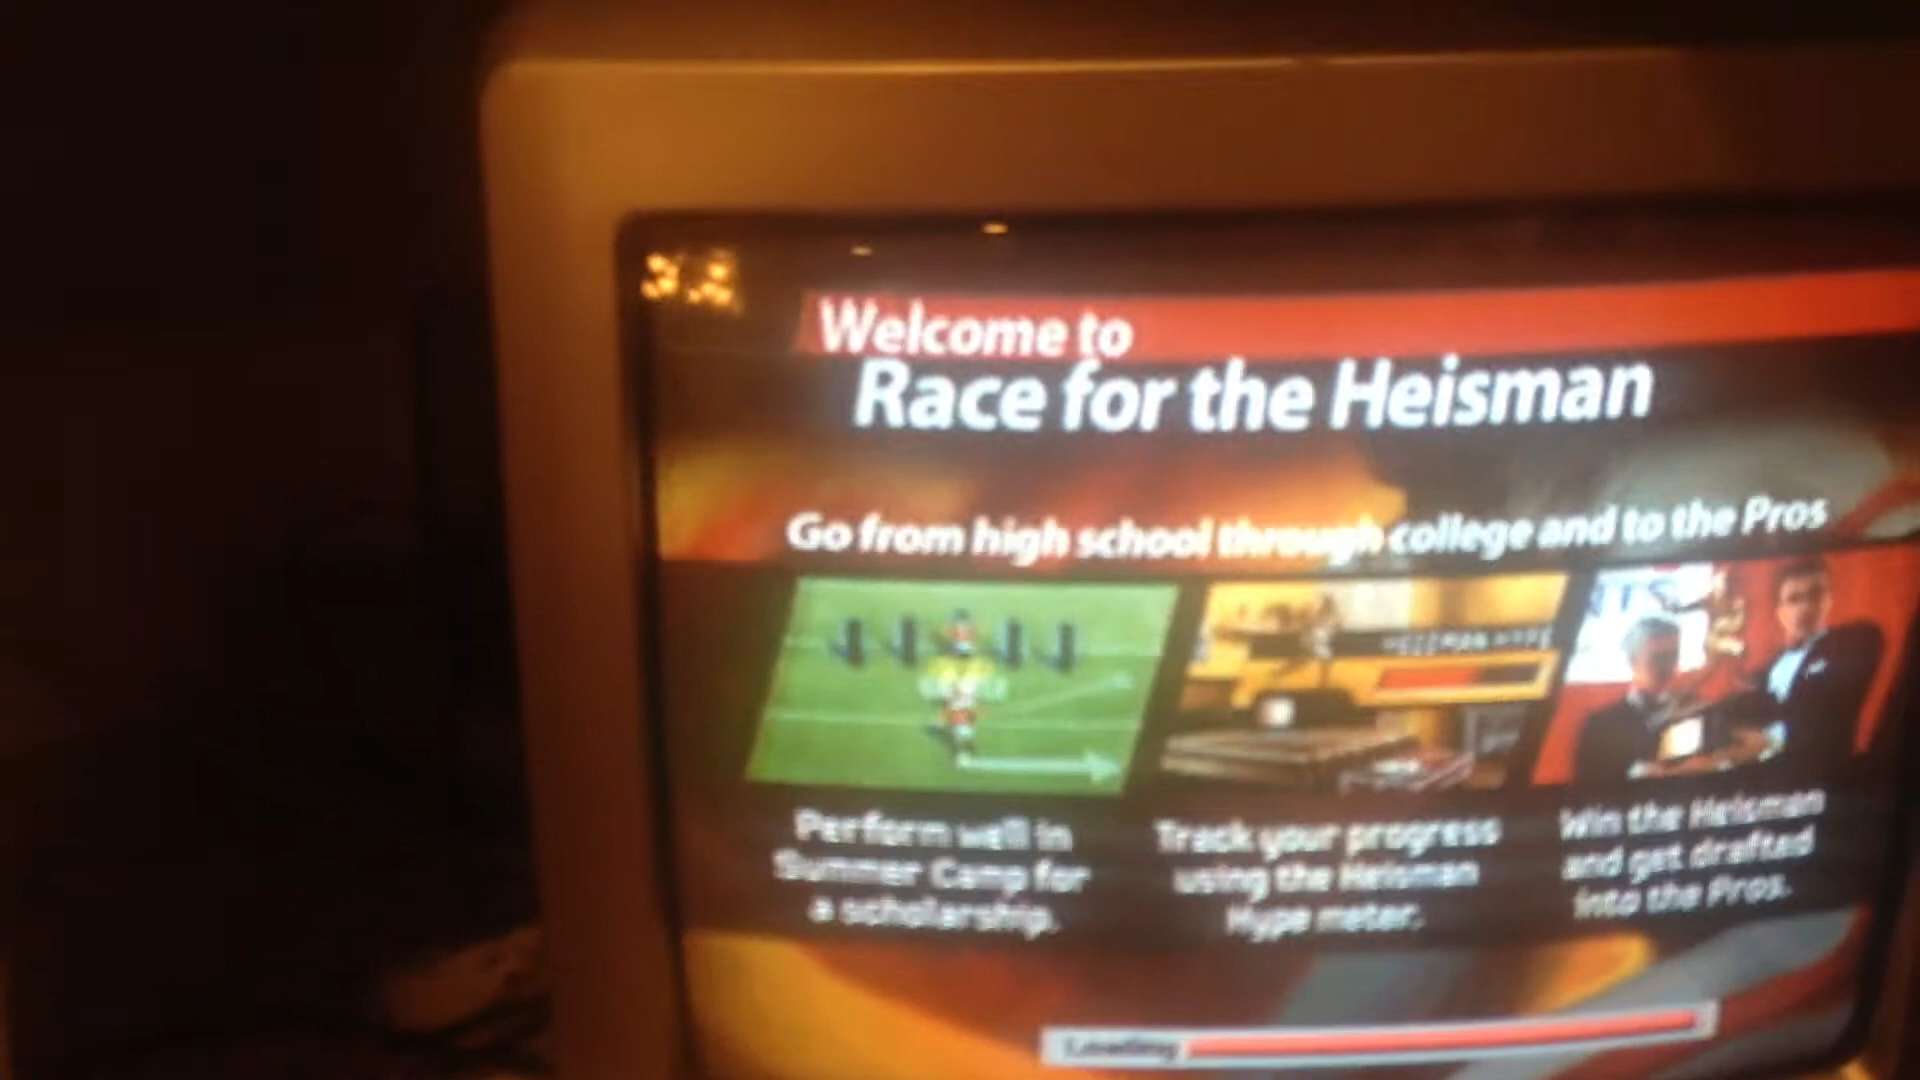 Welcome to
Race for the Heisman
Go from high school through college and to the Pros
HEISMAN HYPE
Perform well in
Summer Camp for
a scholarship.
Track your progress
using the Heisman
Hype meter.
Win the Heisman
and get drafted
into the Pros.
Loading